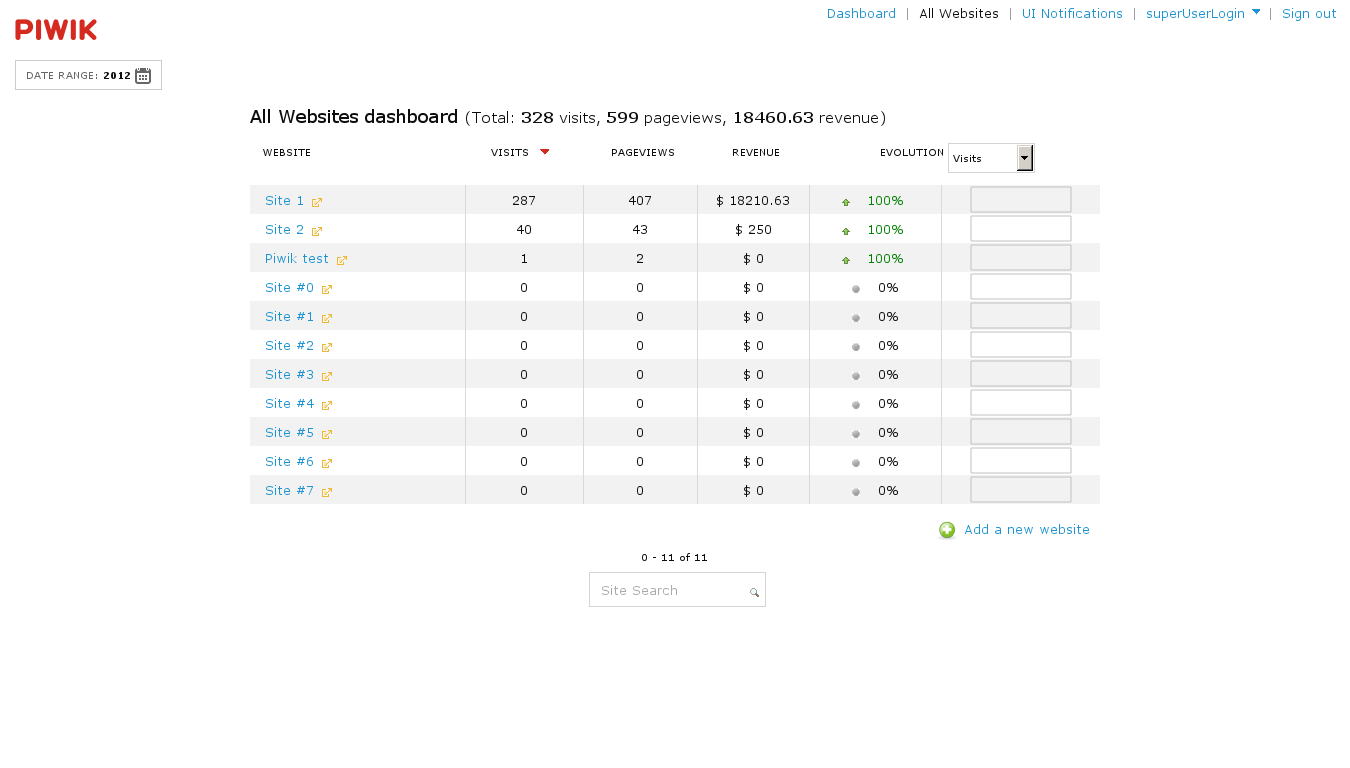 PIWIK
Dashboard | All Websites | UI Notifications | superUserLogin | Sign out
DATE RANGE: 2012
All Websites dashboard (Total: 328 visits, 599 pageviews, 18460.63 revenue)
WEBSITE VISITS PAGEVIEWS REVENUE EVOLUTION Visits
Site 1 287 407 $ 18210.63 100%
Site 2 40 43 $ 250 100%
Piwik test 1 2 $ 0 100%
Site #0 0 0 $ 0 0%
Site #1 0 0 $ 0 0%
Site #2 0 0 $ 0 0%
Site #3 0 0 $ 0 0%
Site #4 0 0 $ 0 0%
Site #5 0 0 $ 0 0%
Site #6 0 0 $ 0 0%
Site #7 0 0 $ 0 0%
Add a new website
0 - 11 of 11
Site Search